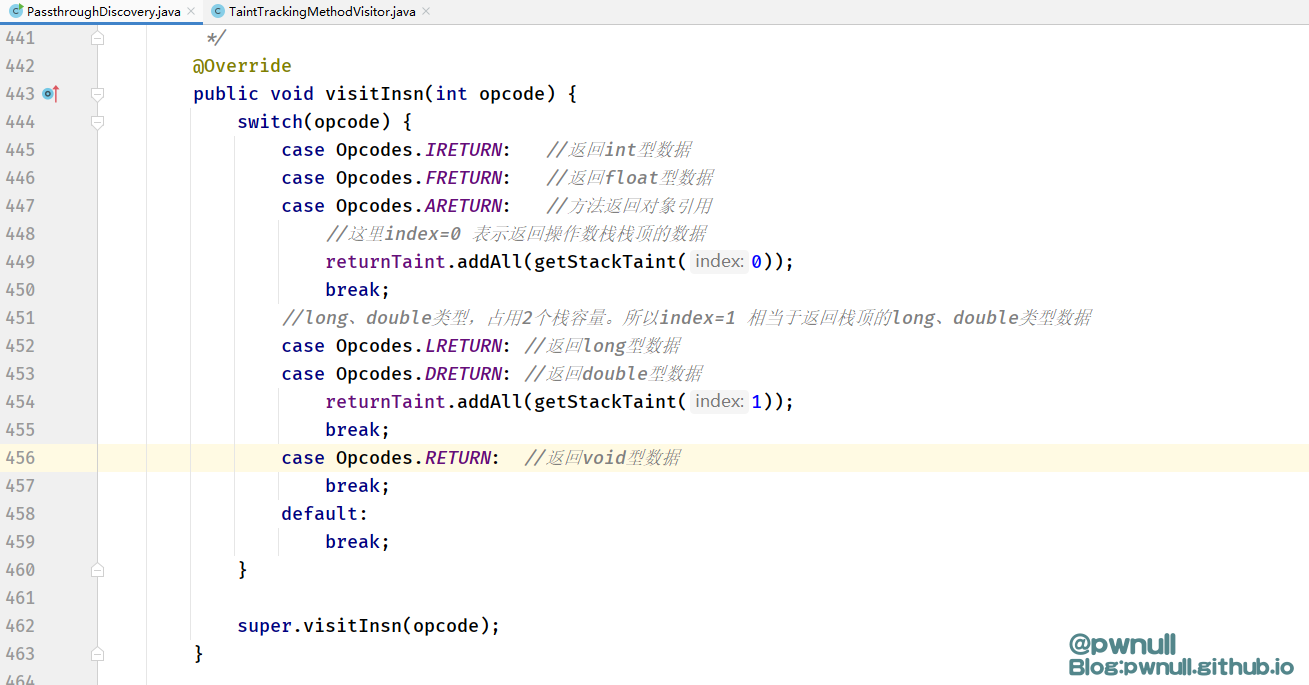 PassthroughDiscovery.java TaintTrackingMethodVisitor.java
441 */
442 @Override
443 public void visitInsn(int opcode) {
444 switch(opcode) {
445 case Opcodes.IRETURN: //返回int型数据
446 case Opcodes.FRETURN: //返回float型数据
447 case Opcodes.ARETURN: //方法返回对象引用
448 //这里index=0 表示返回操作数栈栈顶的数据
449 returnTaint.addAll(getStackTaint( index: 0));
450 break;
451 //long、double类型，占用2个栈容量。所以index=1 相当于返回栈顶的long、double类型数据
452 case Opcodes.LRETURN: //返回long型数据
453 case Opcodes.DRETURN: //返回double型数据
454 returnTaint.addAll(getStackTaint( index: 1));
455 break;
456 case Opcodes.RETURN: //返回void型数据
457 break;
458 default:
459 break;
460 }
461
462 super.visitInsn(opcode);
463 }
464
@pwnull
Blog:pwnull.github.io